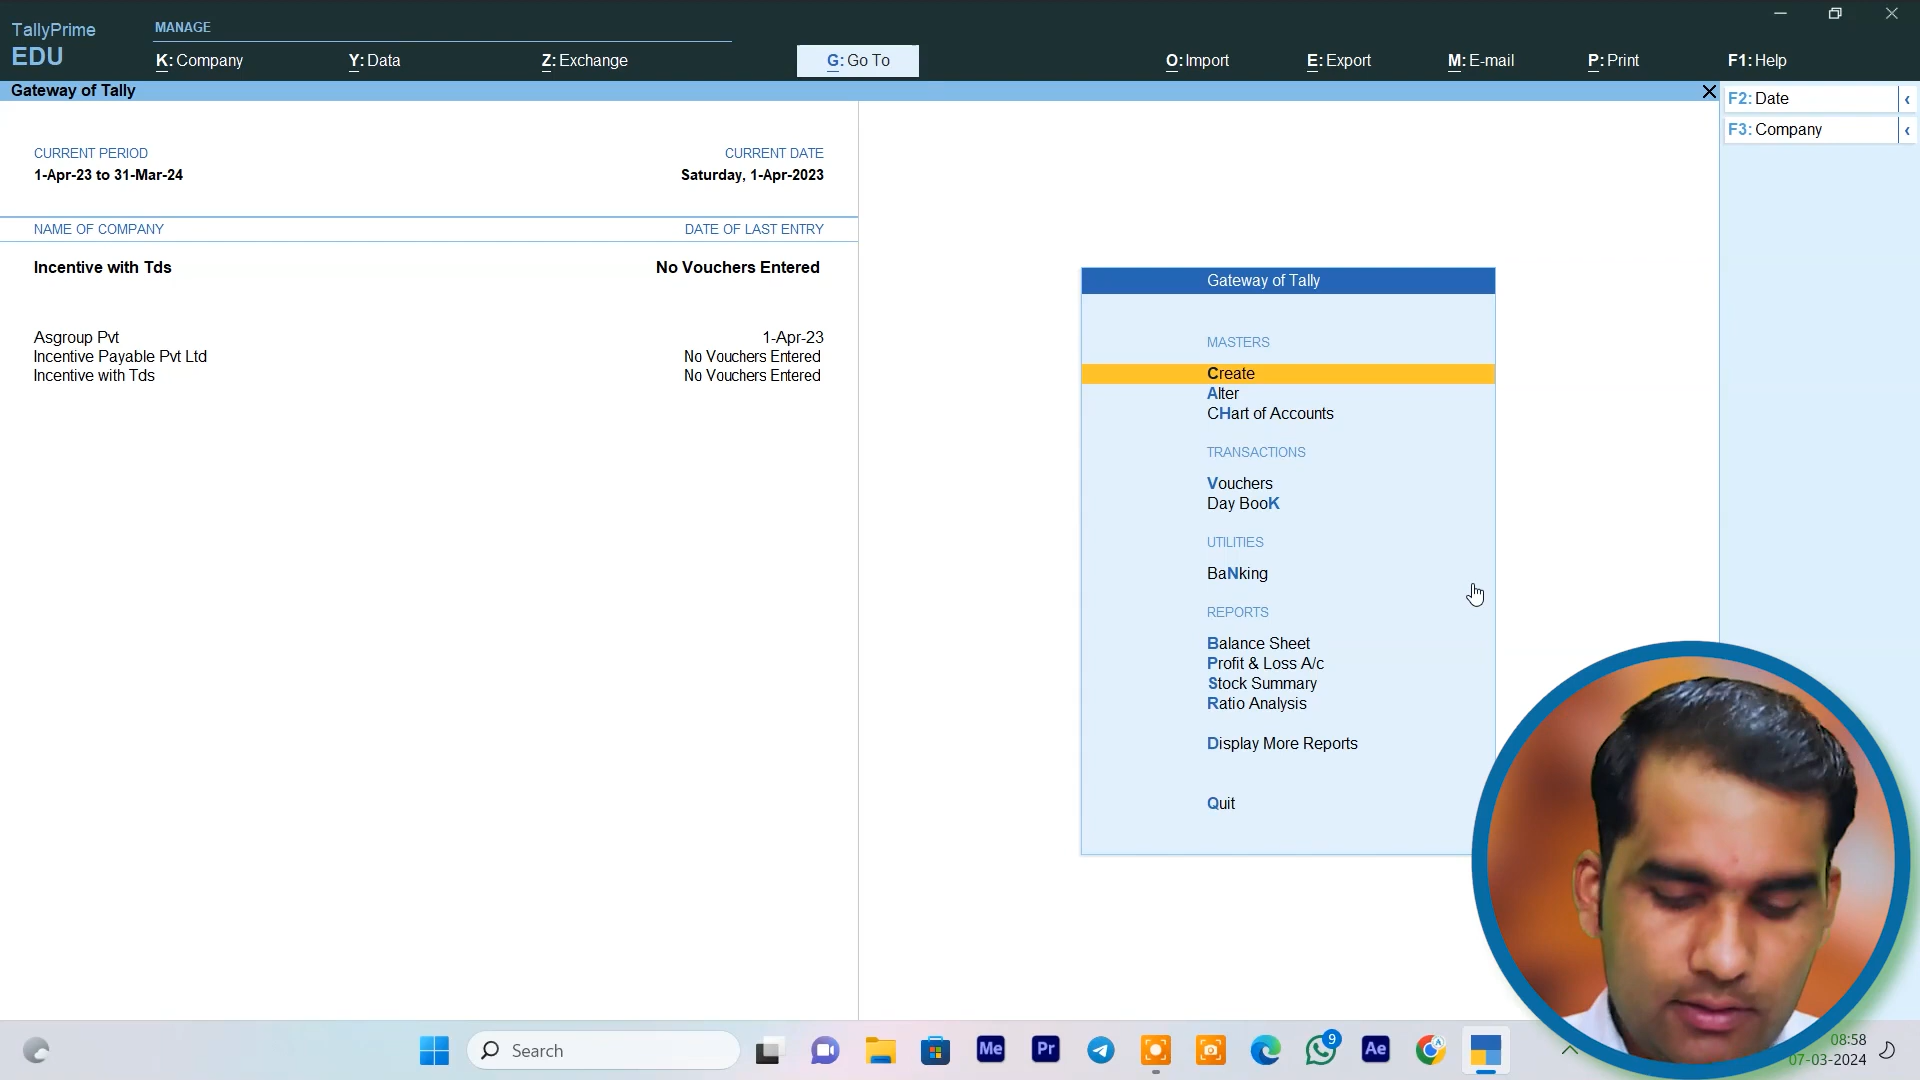 TallyPrime
EDU
MANAGE
K: Company
Y: Data
Z: Exchange
G: Go To
O: Import
E: Export
M: E-mail
P: Print
F1: Help
Gateway of Tally
F2: Date
F3: Company
CURRENT PERIOD
CURRENT DATE
1-Apr-23 to 31-Mar-24
Saturday, 1-Apr-2023
NAME OF COMPANY
DATE OF LAST ENTRY
Incentive with Tds
No Vouchers Entered
Asgroup Pvt
1-Apr-23
Incentive Payable Pvt Ltd
No Vouchers Entered
Incentive with Tds
No Vouchers Entered
Gateway of Tally
MASTERS
Create
Alter
CHart of Accounts
TRANSACTIONS
Vouchers
Day BooK
UTILITIES
BaNking
REPORTS
Balance Sheet
Profit & Loss A/c
Stock Summary
Ratio Analysis
Display More Reports
Quit
Search
Me
Pr
9
Ae
08:58
07-03-2024